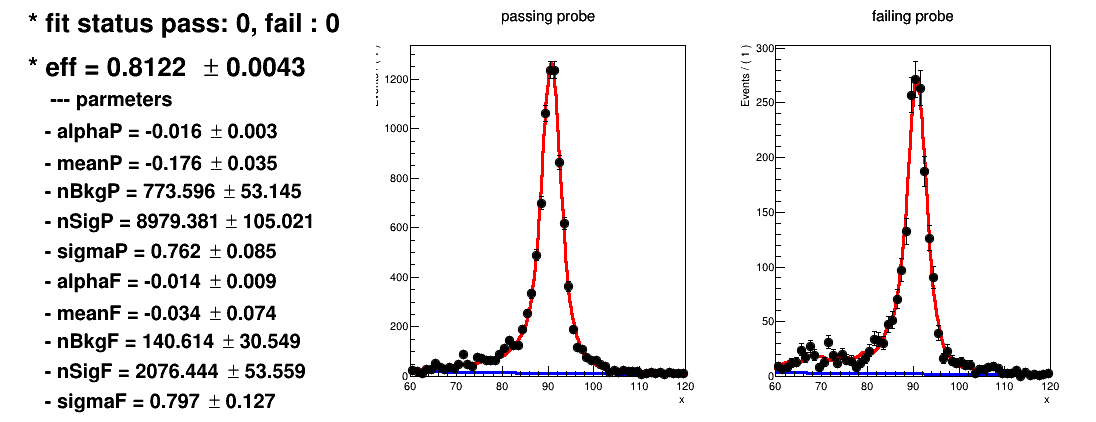 * fit status pass: 0, fail : 0
* eff = 0.8122 ± 0.0043
--- parmeters
- alphaP = -0.016 ± 0.003
- meanP = -0.176 ± 0.035
- nBkgP = 773.596 ± 53.145
- nSigP = 8979.381 ± 105.021
- sigmaP = 0.762 ± 0.085
- alphaF = -0.014 ± 0.009
- meanF = -0.034 ± 0.074
- nBkgF = 140.614 ± 30.549
- nSigF = 2076.444 ± 53.559
- sigmaF = 0.797 ± 0.127
passing probe
1200
1000
800
600
400
200
0
60 70 80 90 100 110 120
x
failing probe
Events / ( 1 )
300
250
200
150
100
50
0
60 70 80 90 100 110 120
x